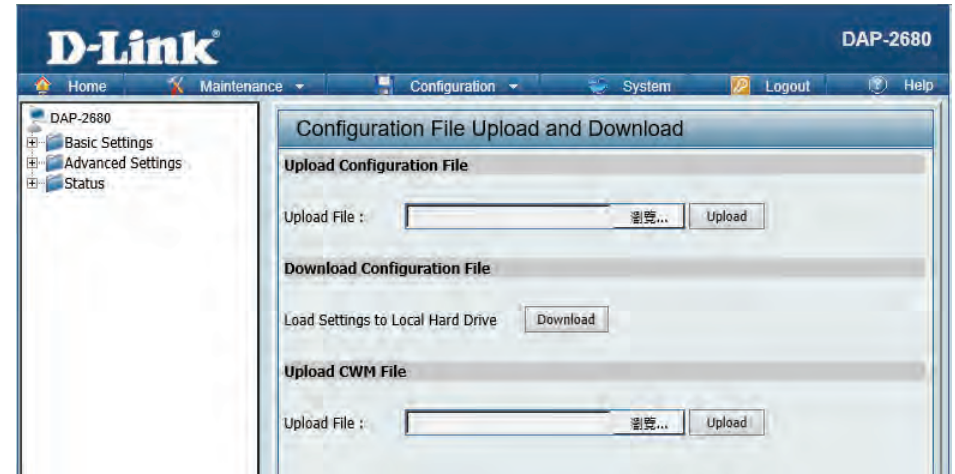 D-Link
DAP-2680
Home Maintenance Configuration System Logout Help
DAP-2680
Basic Settings
Advanced Settings
Status
Configuration File Upload and Download
Upload Configuration File
Upload File : 瀏覽... Upload
Download Configuration File
Load Settings to Local Hard Drive Download
Upload CWM File
Upload File : 瀏覽... Upload